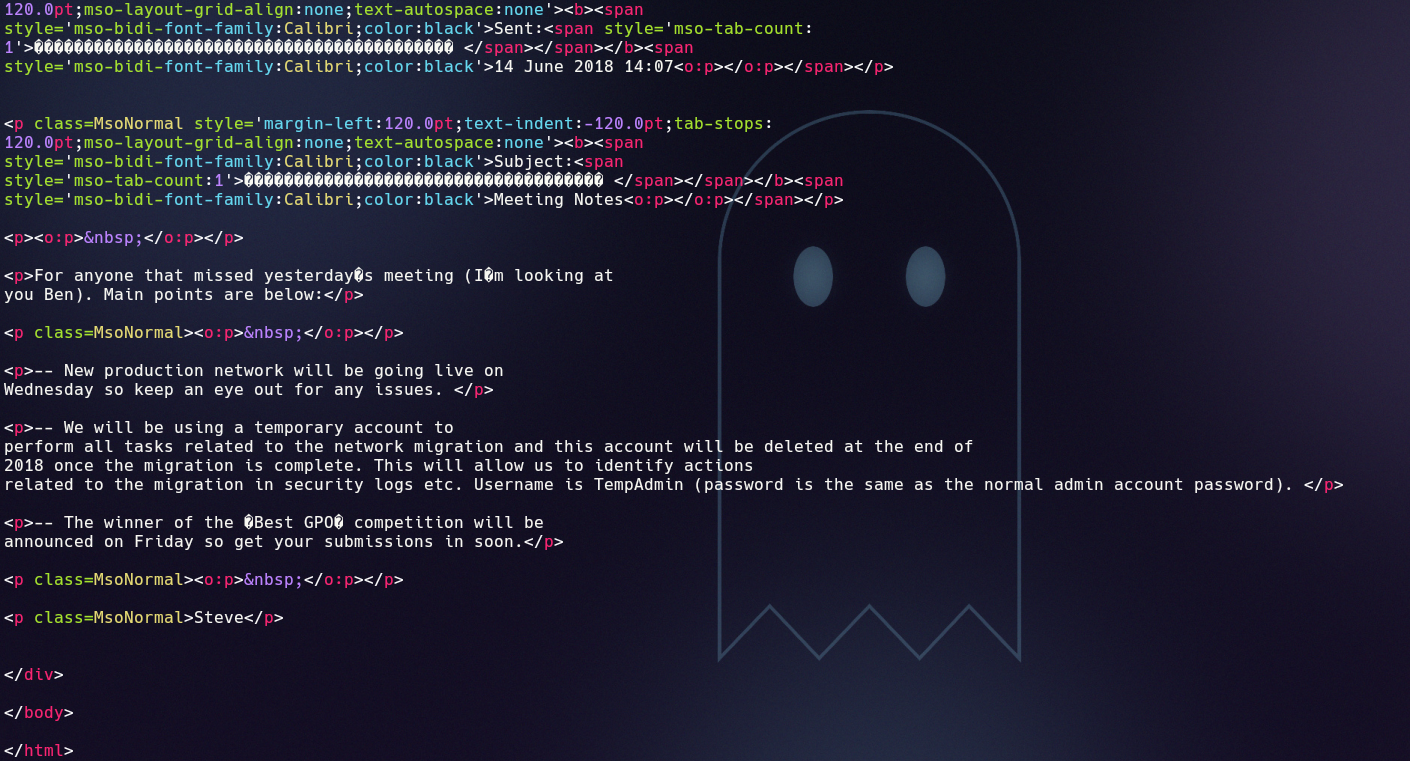 120.0pt;mso-layout-grid-align:none;text-autospace:none'><b><span
style='mso-bidi-font-family:Calibri;color:black'>Sent:<span style='mso-tab-count:
1'>������������������������������������������ </span></span></b><span
style='mso-bidi-font-family:Calibri;color:black'>14 June 2018 14:07<o:p></o:p></span></p>
<p class=MsoNormal style='margin-left:120.0pt;text-indent:-120.0pt;tab-stops:
120.0pt;mso-layout-grid-align:none;text-autospace:none'><b><span
style='mso-bidi-font-family:Calibri;color:black'>Subject:<span
style='mso-tab-count:1'>������������������������������������ </span></span></b><span
style='mso-bidi-font-family:Calibri;color:black'>Meeting Notes<o:p></o:p></span></p>
<p><o:p>&nbsp;</o:p></p>
<p>For anyone that missed yesterday�s meeting (I�m looking at
you Ben). Main points are below:</p>
<p class=MsoNormal><o:p>&nbsp;</o:p></p>
<p>-- New production network will be going live on
Wednesday so keep an eye out for any issues. </p>
<p>-- We will be using a temporary account to
perform all tasks related to the network migration and this account will be deleted at the end of
2018 once the migration is complete. This will allow us to identify actions
related to the migration in security logs etc. Username is TempAdmin (password is the same as the normal admin account password). </p>
<p>-- The winner of the �Best GPO� competition will be
announced on Friday so get your submissions in soon.</p>
<p class=MsoNormal><o:p>&nbsp;</o:p></p>
<p class=MsoNormal>Steve</p>
</div>
</body>
</html>